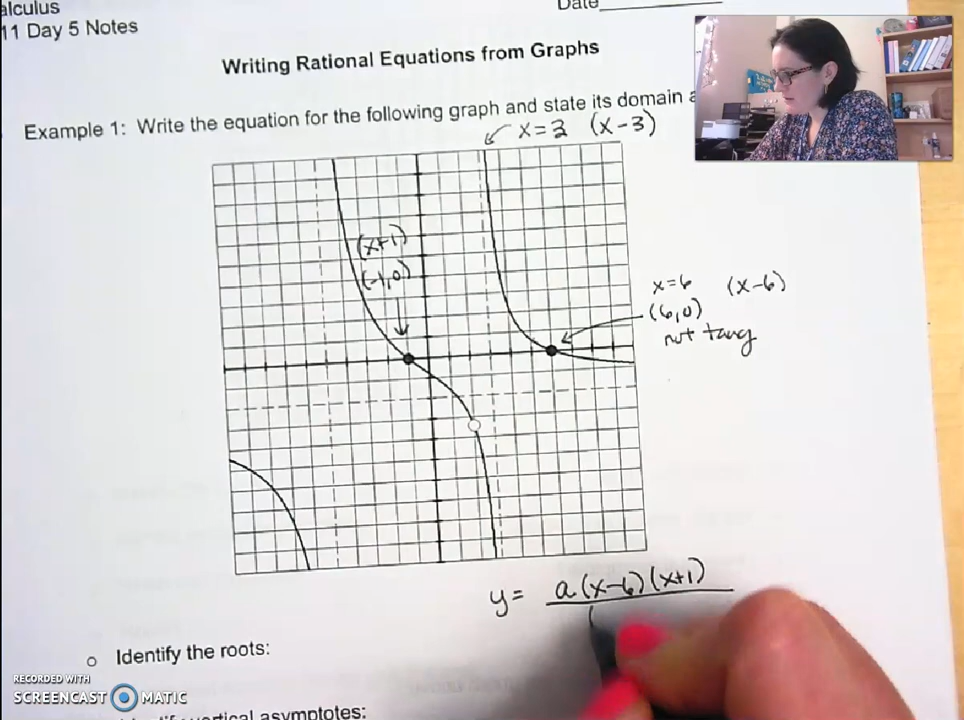 alculus
Date
11 Day 5 Notes
Writing Rational Equations from Graphs
Example 1: Write the equation for the following graph and state its domain a
x=3 (x-3)
(x+1)
(-1,0)
x=6 (x-6)
(6,0)
not tang
y= a(x-6)(x+1)
(
o Identify the roots:
RECORDED WITH
SCREENCAST MATIC
vertical asymptotes: